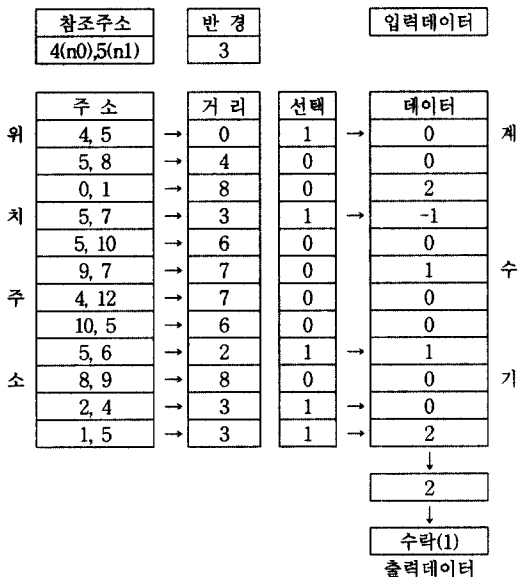 참조주소 반 경 입력데이터
4(n0),5(n1) 3
주 소 거 리 선택 데이터
위 4, 5 → 0 1 → 0 계
5, 8 → 4 0 0
0, 1 → 8 0 2
치 5, 7 → 3 1 → -1
5, 10 → 6 0 0
9, 7 → 7 0 1 수
주 4, 12 → 7 0 0
10, 5 → 6 0 0
5, 6 → 2 1 → 1
소 8, 9 → 8 0 0 기
2, 4 → 3 1 → 0
1, 5 → 3 1 → 2
↓
2
↓
수락(1)
출력데이터